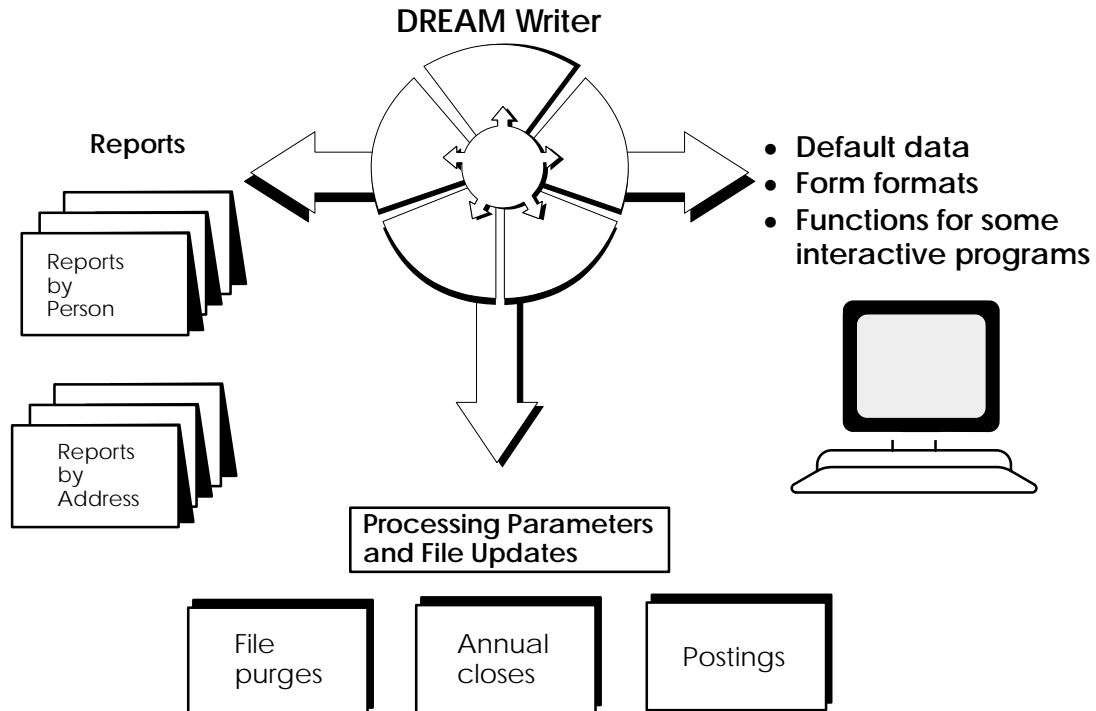 DREAM Writer
Reports
Reports
by
Person
Reports
by
Address
• Default data
• Form formats
• Functions for some
interactive programs
Processing Parameters
and File Updates
File
purges
Annual
closes
Postings